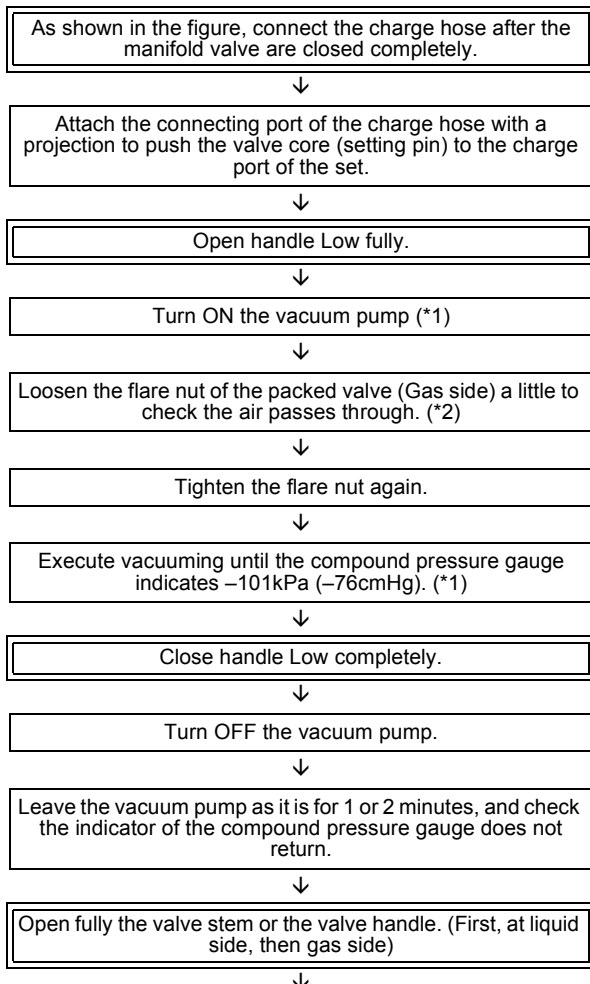 As shown in the figure, connect the charge hose after the
manifold valve are closed completely.
Attach the connecting port of the charge hose with a
projection to push the valve core (setting pin) to the charge
port of the set.
Open handle Low fully.
Turn ON the vacuum pump (*1)
Loosen the flare nut of the packed valve (Gas side) a little to
check the air passes through. (*2)
Tighten the flare nut again.
Execute vacuuming until the compound pressure gauge
indicates –101kPa (–76cmHg). (*1)
Close handle Low completely.
Turn OFF the vacuum pump.
Leave the vacuum pump as it is for 1 or 2 minutes, and check
the indicator of the compound pressure gauge does not
return.
Open fully the valve stem or the valve handle. (First, at liquid
side, then gas side)